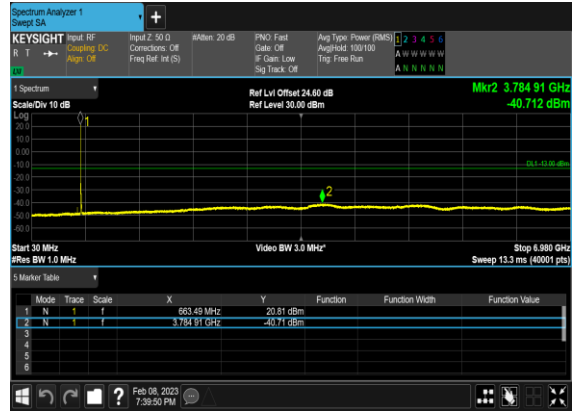 Spectrum Analyzer 1
Swept SA
+
KEYSIGHT
R T
Input: RF
Coupling: DC
Align: Off
Input Z: 50 Ω
Corrections: Off
Freq Ref: Int (S)
#Atten: 20 dB
PNO: Fast
Gate: Off
IF Gain: Low
Sig Track: Off
Avg Type: Power (RMS)
Avg|Hold: 100/100
Trig: Free Run
1 2 3 4 5 6
A W W W W W
A N N N N N
1 Spectrum
Scale/Div 10 dB
Ref Lvl Offset 24.60 dB
Ref Level 30.00 dBm
Mkr2 3.784 91 GHz
-40.712 dBm
Log
20.0
10.0
0.00
-10.0
-20.0
-30.0
-40.0
-50.0
-60.0
1
2
DL1 -13.00 dBm
Start 30 MHz
#Res BW 1.0 MHz
Video BW 3.0 MHz*
Stop 6.980 GHz
Sweep 13.3 ms (40001 pts)
5 Marker Table
Mode Trace Scale X Y Function Function Width Function Value
1 N 1 f 663.49 MHz 20.81 dBm
2 N 1 f 3.784 91 GHz -40.71 dBm
3
4
5
6
?
Feb 08, 2023
7:39:50 PM